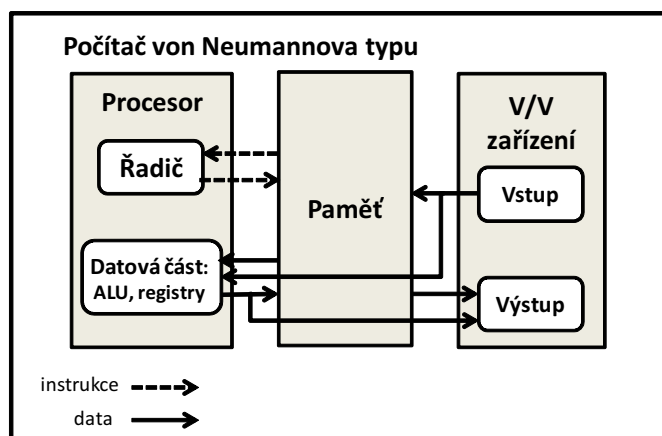 Počítač von Neumannova typu
Procesor
Řadič
Datová část:
ALU, registry
Paměť
V/V
zařízení
Vstup
Výstup
instrukce
data